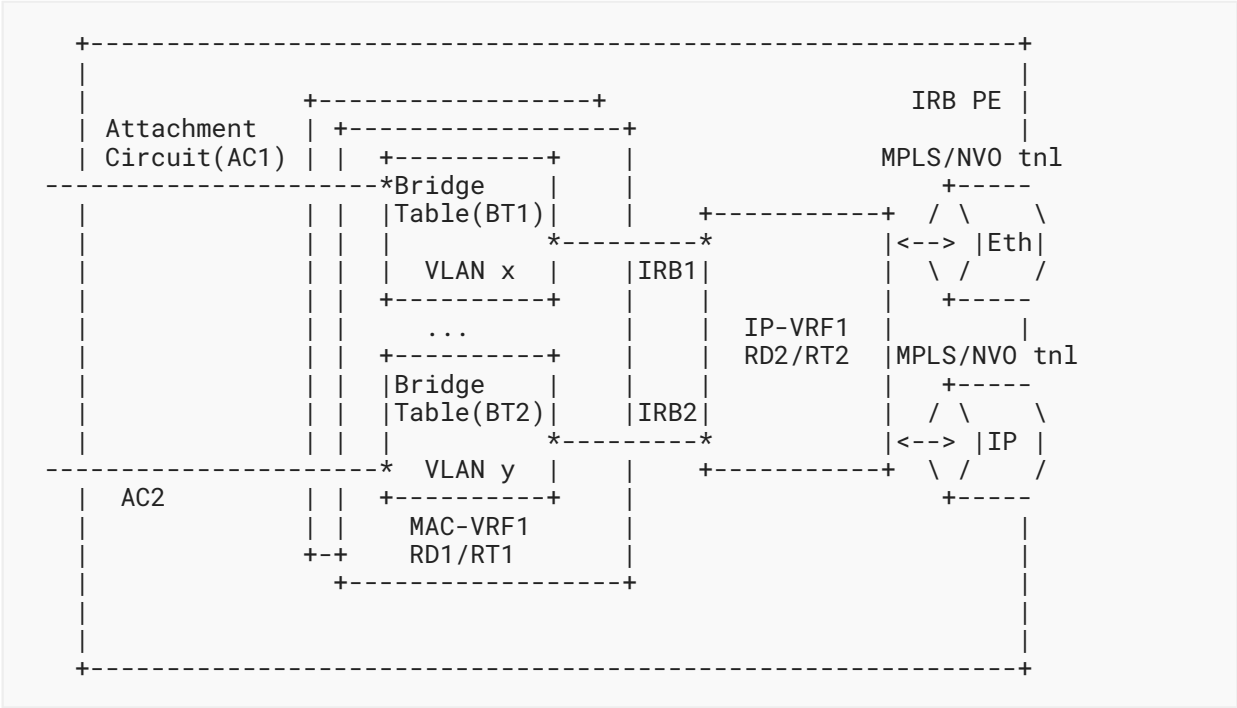 IRB PE
Attachment
Circuit(AC1)
MPLS/NVO tnl
Bridge
Table(BT1)
<--> |Eth|
VLAN x
IRB1
...
IP-VRF1
RD2/RT2
MPLS/NVO tnl
Bridge
Table(BT2)
IRB2
<--> |IP |
VLAN y
AC2
MAC-VRF1
RD1/RT1